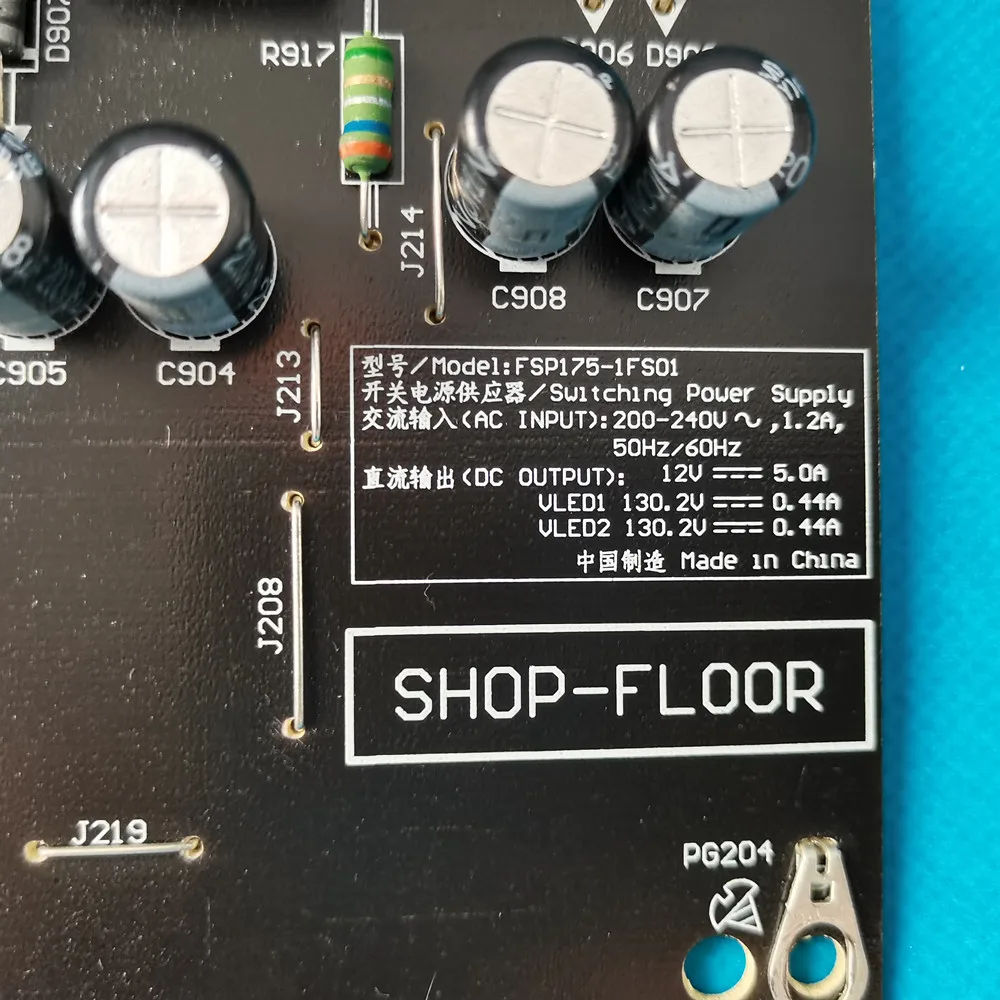 R917
J214
C908
C907
C905
C904
J213
型号/Model:FSP175-1FS01
开关电源供应器/Switching Power Supply
交流输入(AC INPUT):200-240V ～ ,1.2A,
50Hz/60Hz
直流输出(DC OUTPUT): 12V ⎓ 5.0A
VLED1 130.2V ⎓ 0.44A
VLED2 130.2V ⎓ 0.44A
中国制造 Made in China
J208
SHOP-FLOOR
J219
PG204